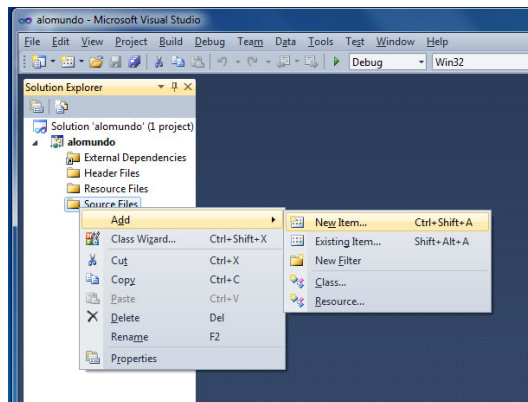 alomundo - Microsoft Visual Studio
File Edit View Project Build Debug Team Data Tools Test Window Help
Debug Win32
Solution Explorer
Solution 'alomundo' (1 project)
alomundo
External Dependencies
Header Files
Resource Files
Source Files
Add
New Item... Ctrl+Shift+A
Class Wizard... Ctrl+Shift+X
Existing Item... Shift+Alt+A
Cut Ctrl+X
New Filter
Copy Ctrl+C
Class...
Paste Ctrl+V
Resource...
Delete Del
Rename F2
Properties